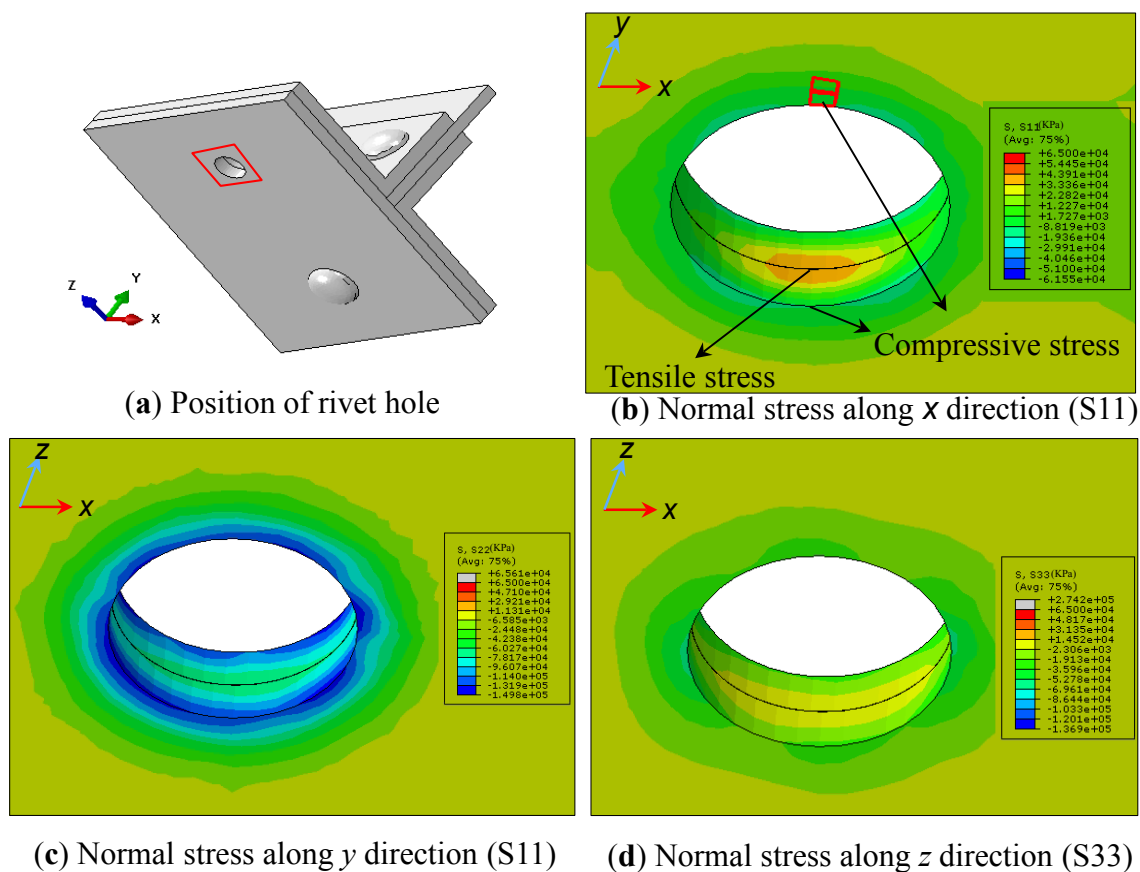 Z
Y
X
(a) Position of rivet hole
y
x
S, S11(KPa)
(Avg: 75%)
+6.500e+04
+5.445e+04
+4.391e+04
+3.336e+04
+2.282e+04
+1.227e+04
+1.727e+03
-8.819e+03
-1.936e+04
-2.991e+04
-4.046e+04
-5.100e+04
-6.155e+04
Compressive stress
Tensile stress
(b) Normal stress along x direction (S11)
z
x
S, S22(KPa)
(Avg: 75%)
+6.561e+04
+6.500e+04
+4.710e+04
+2.921e+04
+1.131e+04
-6.585e+03
-2.448e+04
-4.238e+04
-6.027e+04
-7.817e+04
-9.607e+04
-1.140e+05
-1.319e+05
-1.498e+05
(c) Normal stress along y direction (S11)
z
x
S, S33(KPa)
(Avg: 75%)
+2.742e+05
+6.500e+04
+4.817e+04
+3.135e+04
+1.452e+04
-2.306e+03
-1.913e+04
-3.596e+04
-5.278e+04
-6.961e+04
-8.644e+04
-1.033e+05
-1.201e+05
-1.369e+05
(d) Normal stress along z direction (S33)